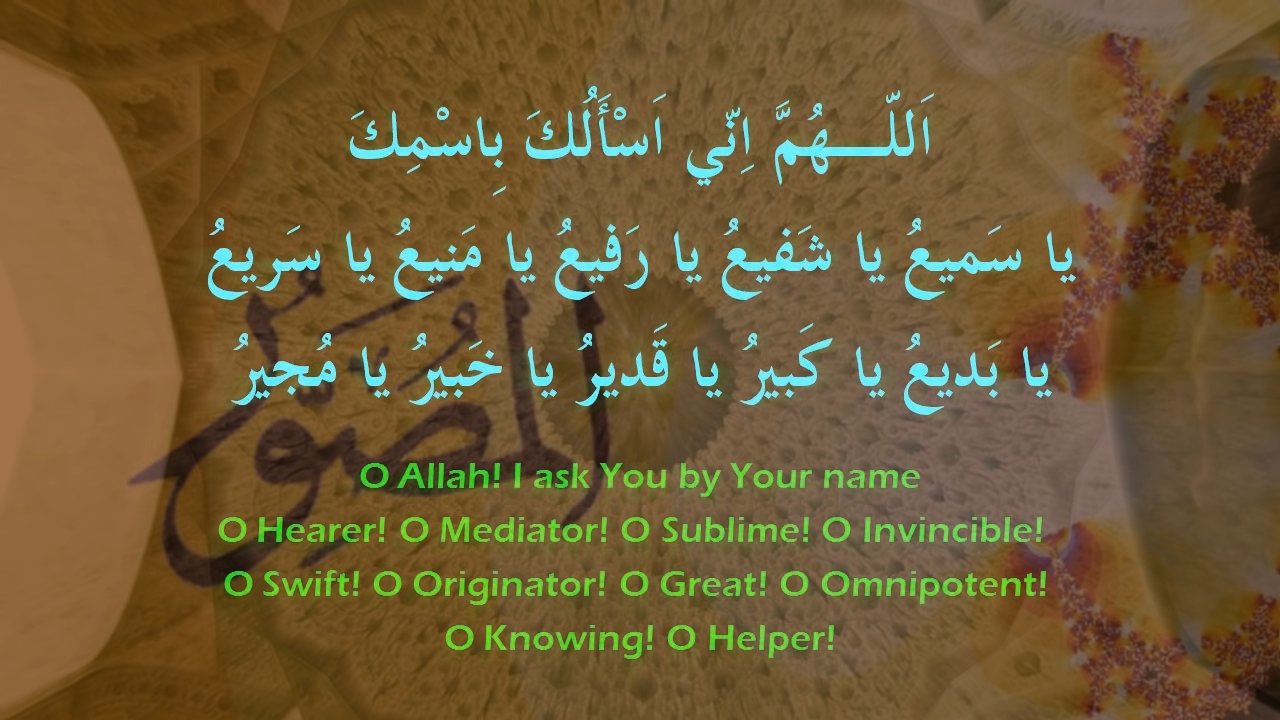 اَللّـــهُمَّ اِنّي اَسْأَلُكَ بِاسْمِكَ
يا سَميعُ يا شَفيعُ يا رَفيعُ يا مَنيعُ يا سَريعُ
يا بَديعُ يا كَبيرُ يا قَديرُ يا خَبيرُ يا مُجيرُ
المُصَوِّر
O Allah! I ask You by Your name
O Hearer! O Mediator! O Sublime! O Invincible!
O Swift! O Originator! O Great! O Omnipotent!
O Knowing! O Helper!